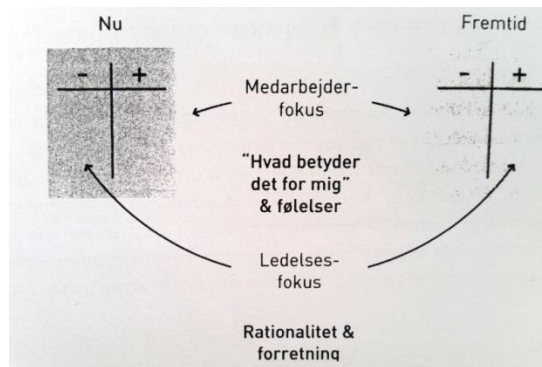 Nu
Fremtid
- +
- +
Medarbejder-
fokus
"Hvad betyder
det for mig"
& følelser
Ledelses-
fokus
Rationalitet &
forretning